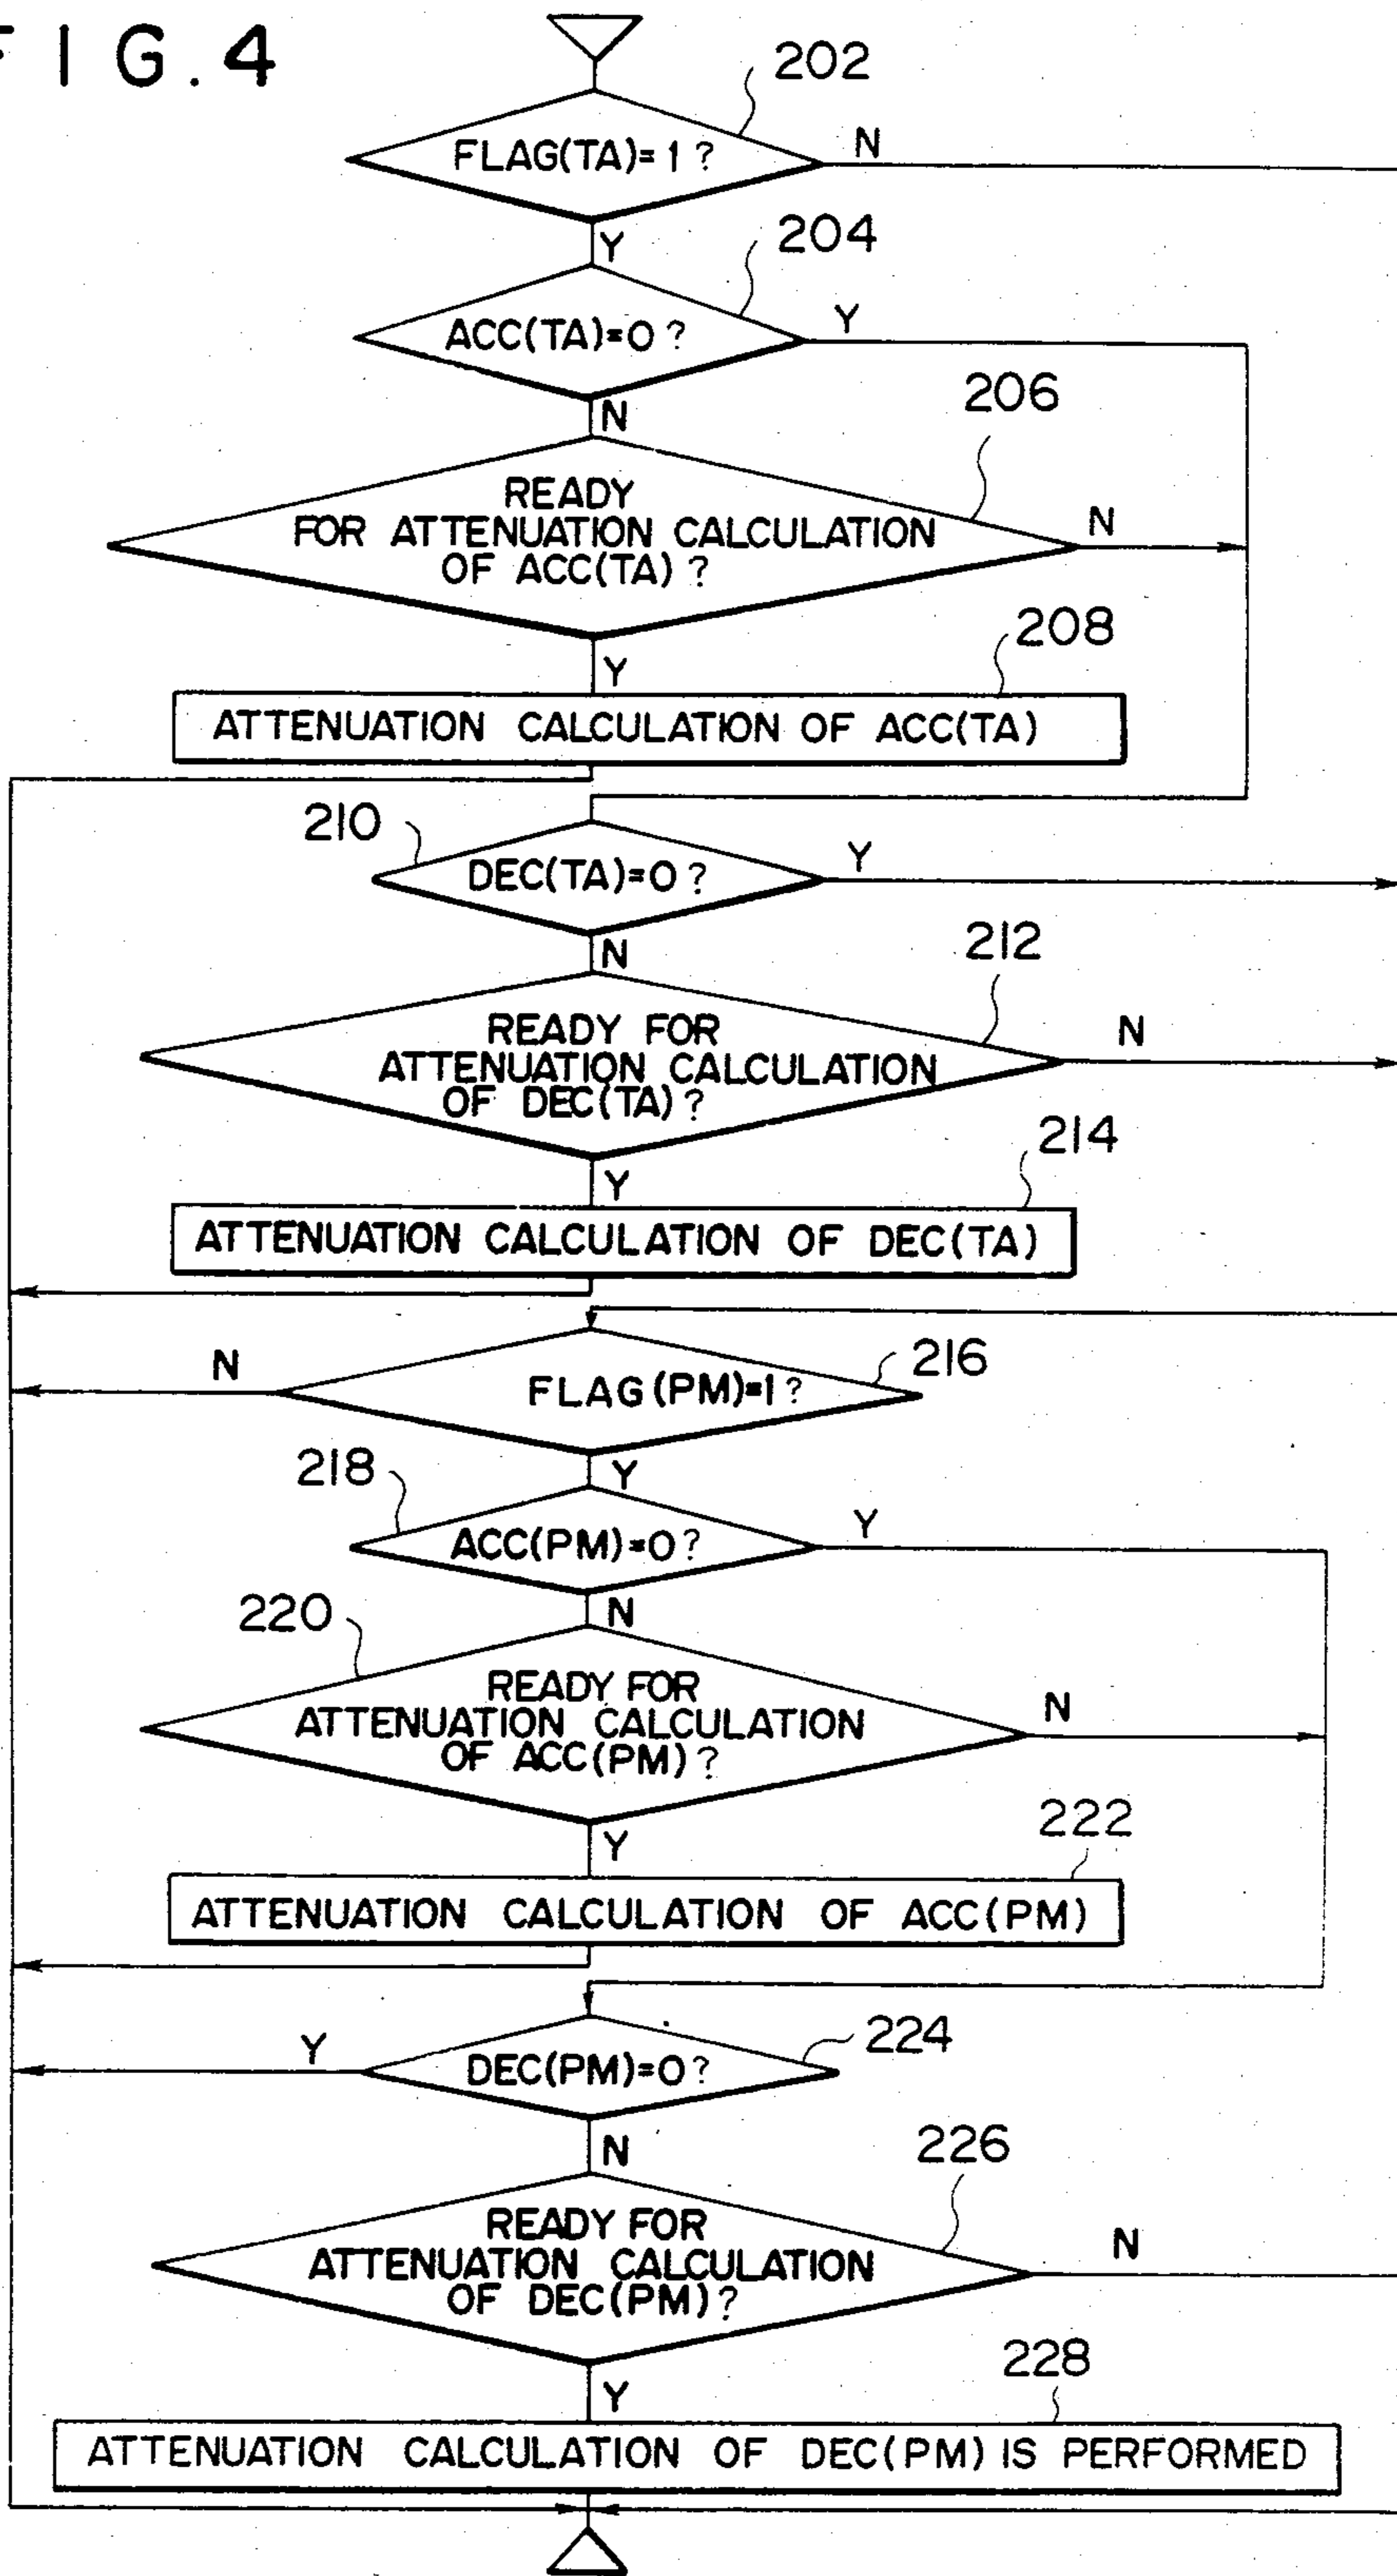 FIG.4
202
FLAG(TA)=1?
N
Y
204
ACC(TA)=0?
Y
N
206
READY
FOR ATTENUATION CALCULATION
OF ACC(TA)?
N
Y
208
ATTENUATION CALCULATION OF ACC(TA)
210
DEC(TA)=0?
Y
N
212
READY FOR
ATTENUATION CALCULATION
OF DEC(TA)?
N
Y
214
ATTENUATION CALCULATION OF DEC(TA)
N
216
FLAG(PM)=1?
Y
218
ACC(PM)=0?
Y
N
220
READY FOR
ATTENUATION CALCULATION
OF ACC(PM)?
N
Y
222
ATTENUATION CALCULATION OF ACC(PM)
Y
224
DEC(PM)=0?
N
226
READY FOR
ATTENUATION CALCULATION
OF DEC(PM)?
N
Y
228
ATTENUATION CALCULATION OF DEC(PM) IS PERFORMED